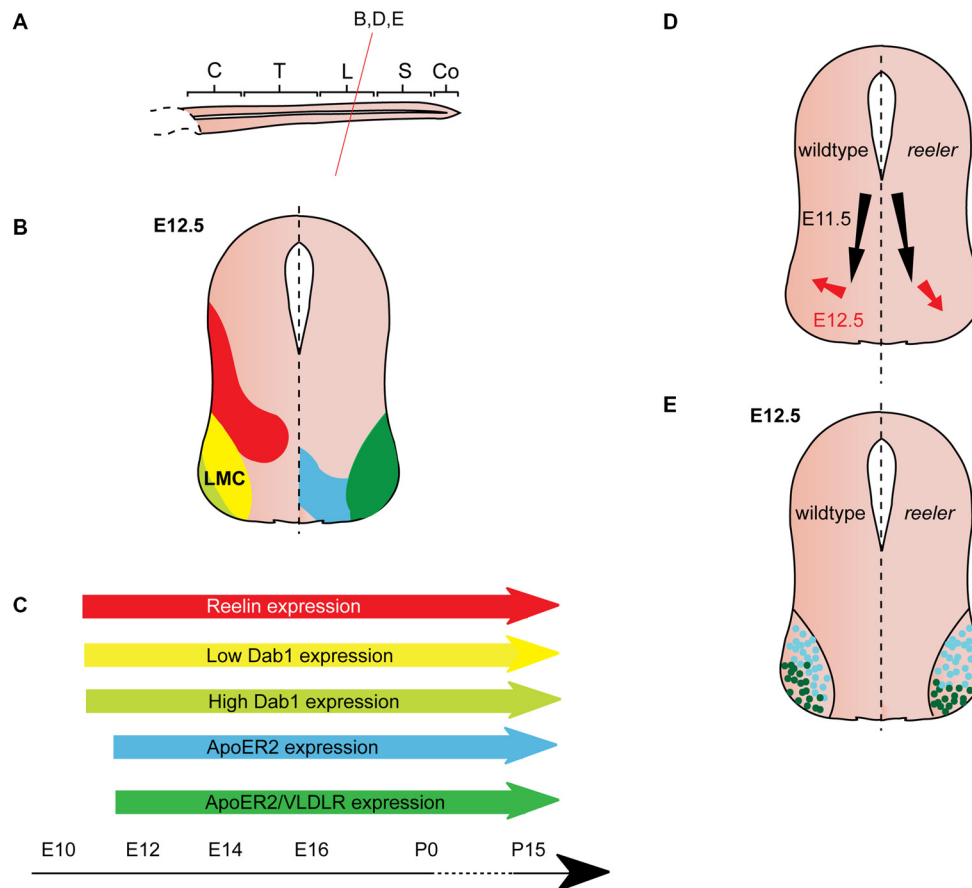 A
B,D,E
C T L S Co
B
E12.5
LMC
C
Reelin expression
Low Dab1 expression
High Dab1 expression
ApoER2 expression
ApoER2/VLDLR expression
E10 E12 E14 E16 P0 P15
D
wildtype reeler
E11.5
E12.5
E
E12.5
wildtype reeler